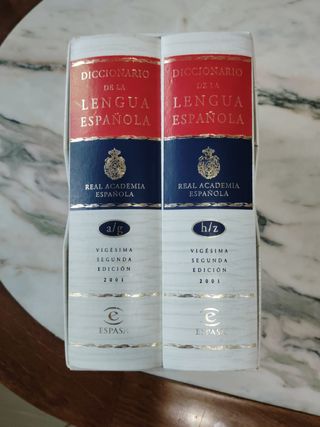 DICCIONARIO
DE LA
LENGUA
ESPAÑOLA
REAL ACADEMIA
ESPAÑOLA
a/g
VIGÉSIMA
SEGUNDA
EDICIÓN
2001
e
ESPASA
DICCIONARIO
DE LA
LENGUA
ESPAÑOLA
REAL ACADEMIA
ESPAÑOLA
h/z
VIGÉSIMA
SEGUNDA
EDICIÓN
2001
e
ESPASA